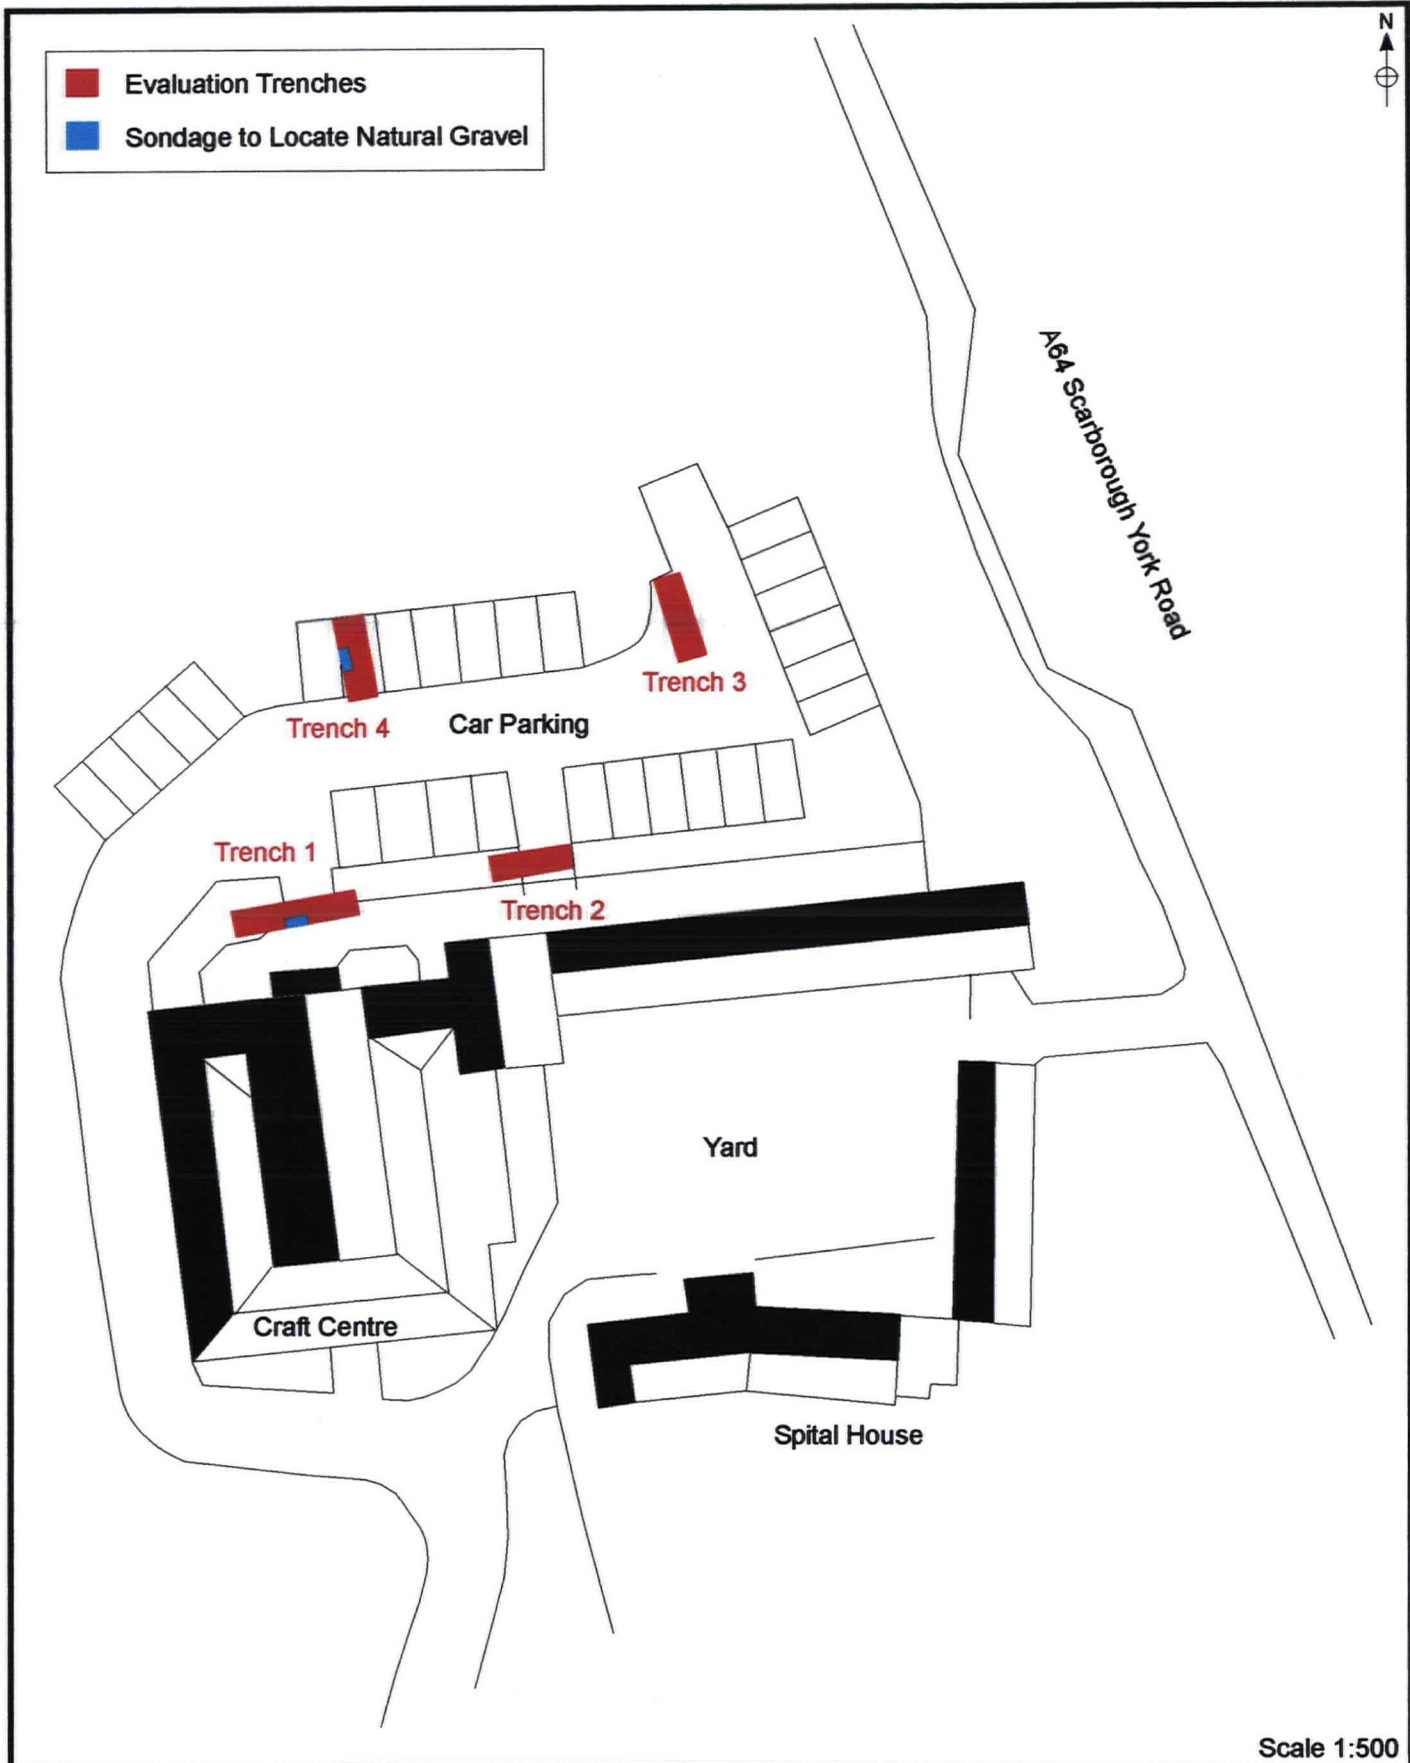 N
Evaluation Trenches
Sondage to Locate Natural Gravel
A64 Scarborough York Road
Trench 3
Trench 4
Car Parking
Trench 1
Trench 2
Yard
Craft Centre
Spital House
Scale 1:500